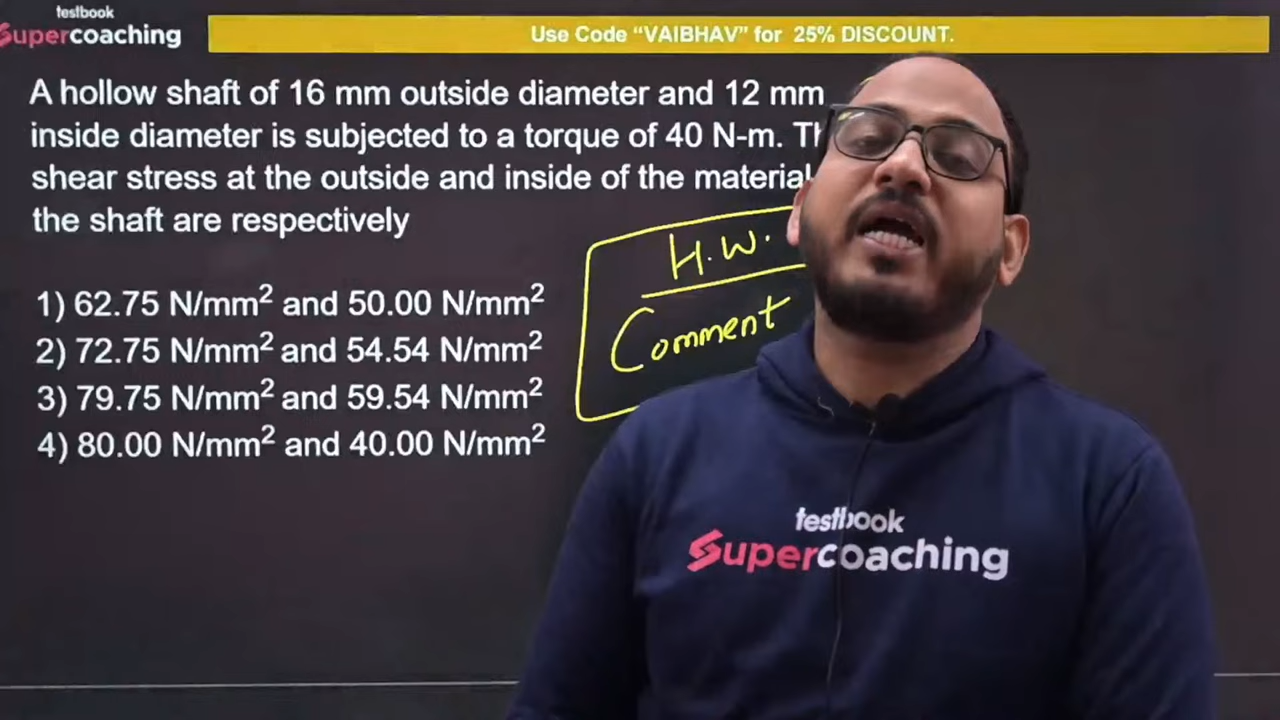 testbook
Supercoaching
Use Code “VAIBHAV” for 25% DISCOUNT.
A hollow shaft of 16 mm outside diameter and 12 mm
inside diameter is subjected to a torque of 40 N-m.
shear stress at the outside and inside of the material
the shaft are respectively
H.W.
Comment
1) 62.75 N/mm² and 50.00 N/mm²
2) 72.75 N/mm² and 54.54 N/mm²
3) 79.75 N/mm² and 59.54 N/mm²
4) 80.00 N/mm² and 40.00 N/mm²
testbook
Supercoaching